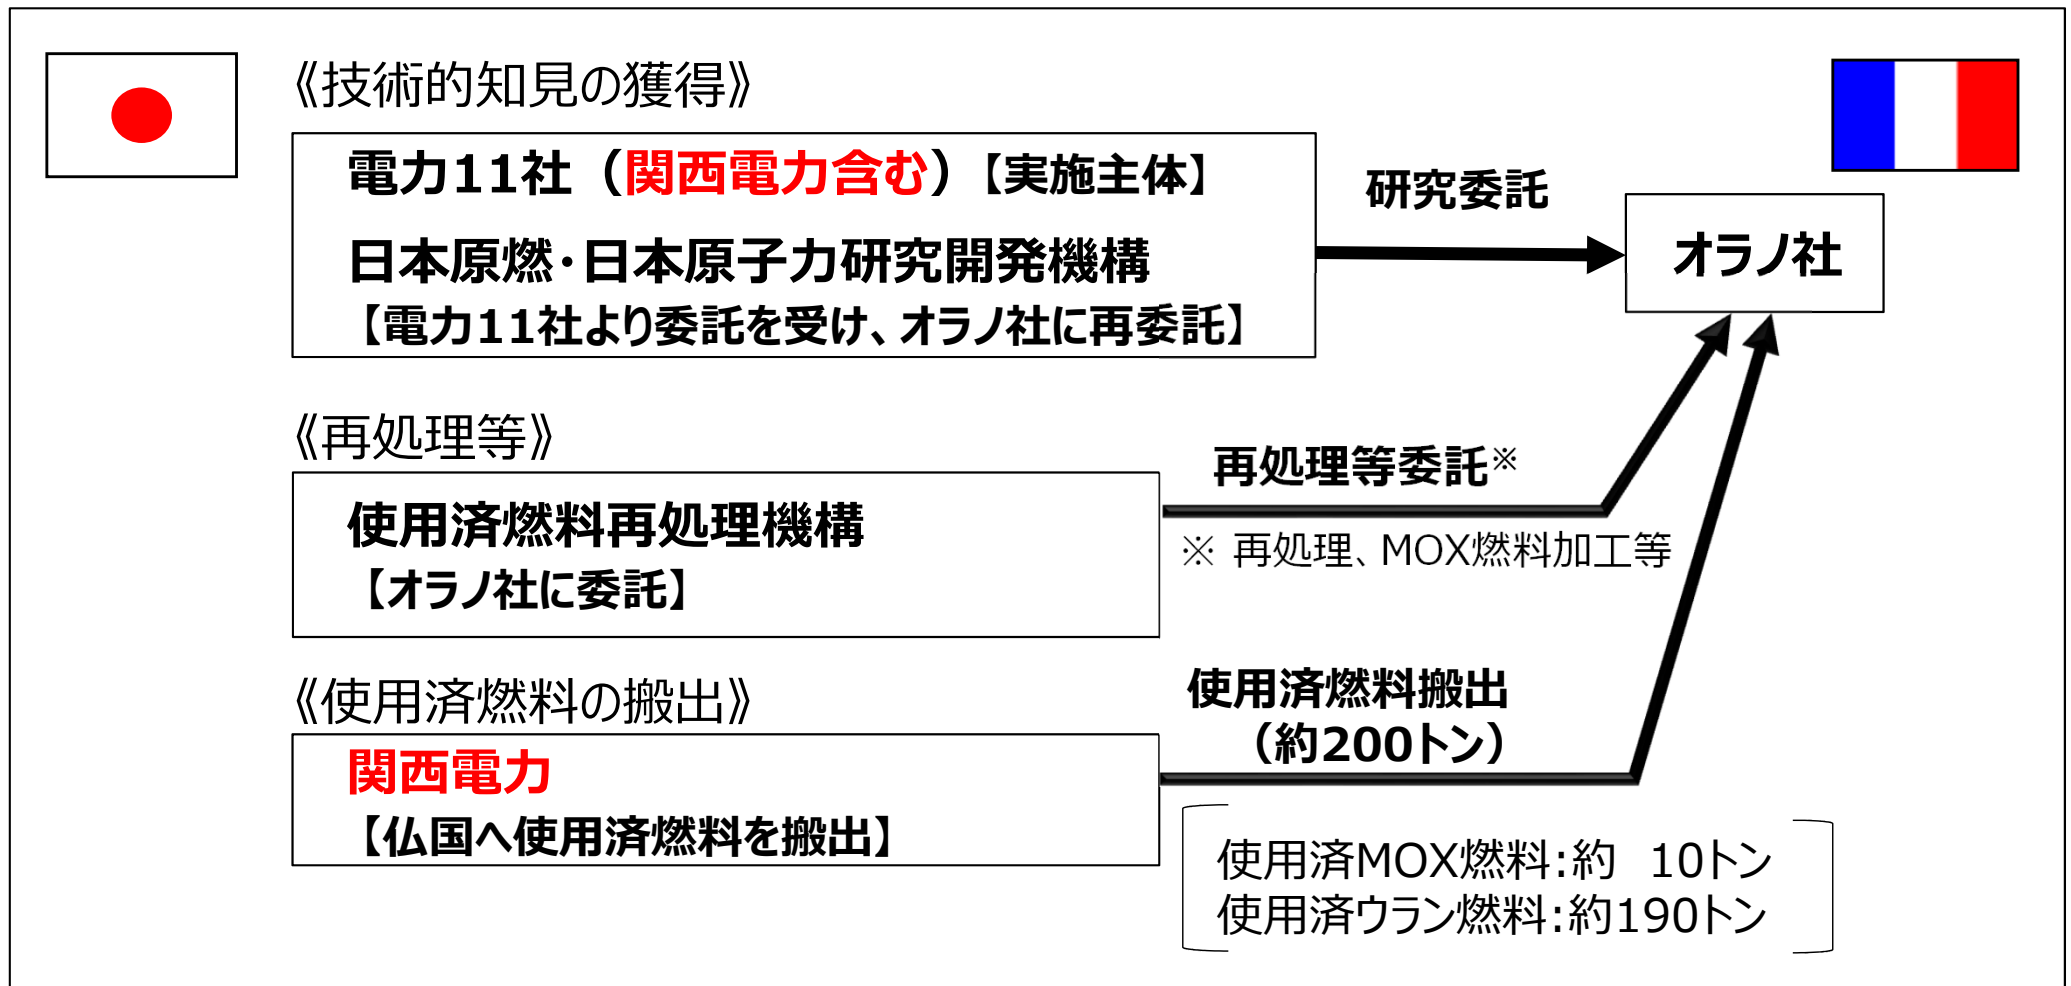 《技術的知見の獲得》
電力11社（関西電力含む）【実施主体】
日本原燃・日本原子力研究開発機構
【電力11社より委託を受け、オラノ社に再委託】
研究委託
オラノ社
《再処理等》
使用済燃料再処理機構
【オラノ社に委託】
再処理等委託※
※ 再処理、MOX燃料加工等
《使用済燃料の搬出》
関西電力
【仏国へ使用済燃料を搬出】
使用済燃料搬出
（約200トン）
使用済MOX燃料:約 10トン
使用済ウラン燃料:約190トン